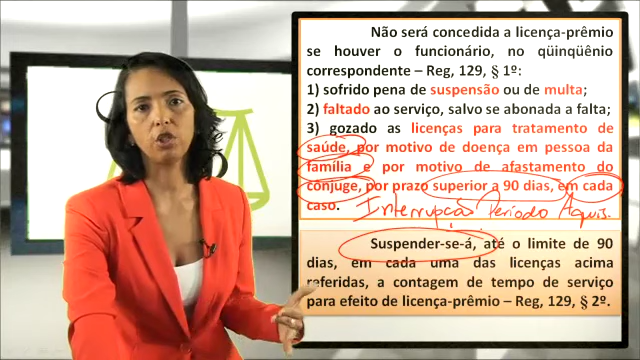 Não será concedida a licença-prêmio
se houver o funcionário, no qüinqüênio
correspondente – Reg, 129, § 1º:
1) sofrido pena de suspensão ou de multa;
2) faltado ao serviço, salvo se abonada a falta;
3) gozado as licenças para tratamento de
saúde, por motivo de doença em pessoa da
família e por motivo de afastamento do
cônjuge, por prazo superior a 90 dias, em cada
caso.
Interrupção Período Aquis.
Suspender-se-á, até o limite de 90
dias, em cada uma das licenças acima
referidas, a contagem de tempo de serviço
para efeito de licença-prêmio – Reg, 129, § 2º.